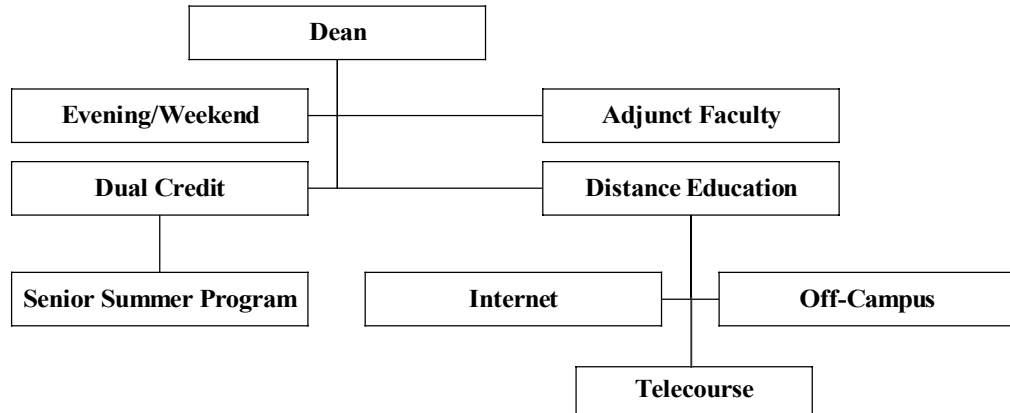 Dean
Evening/Weekend
Adjunct Faculty
Dual Credit
Distance Education
Senior Summer Program
Internet
Off-Campus
Telecourse